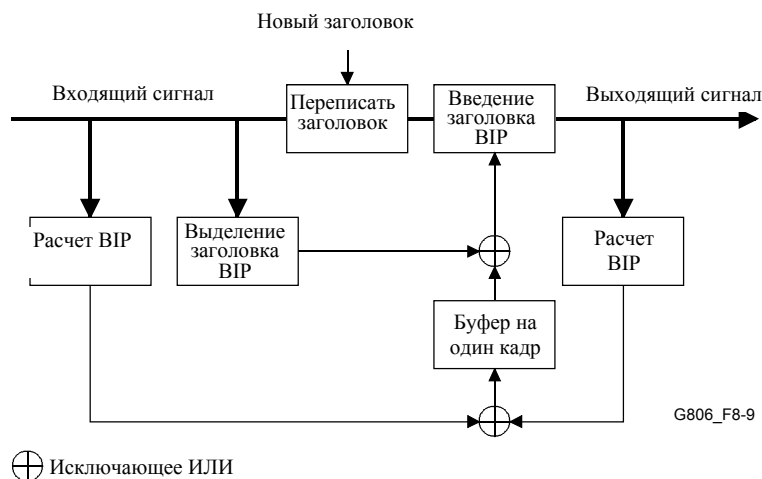 Новый заголовок
Входящий сигнал
Переписать
заголовок
Введение
заголовка
BIP
Выходящий сигнал
Расчет BIP
Выделение
заголовка
BIP
Расчет
BIP
Буфер на
один кадр
G806_F8-9
Исключающее ИЛИ